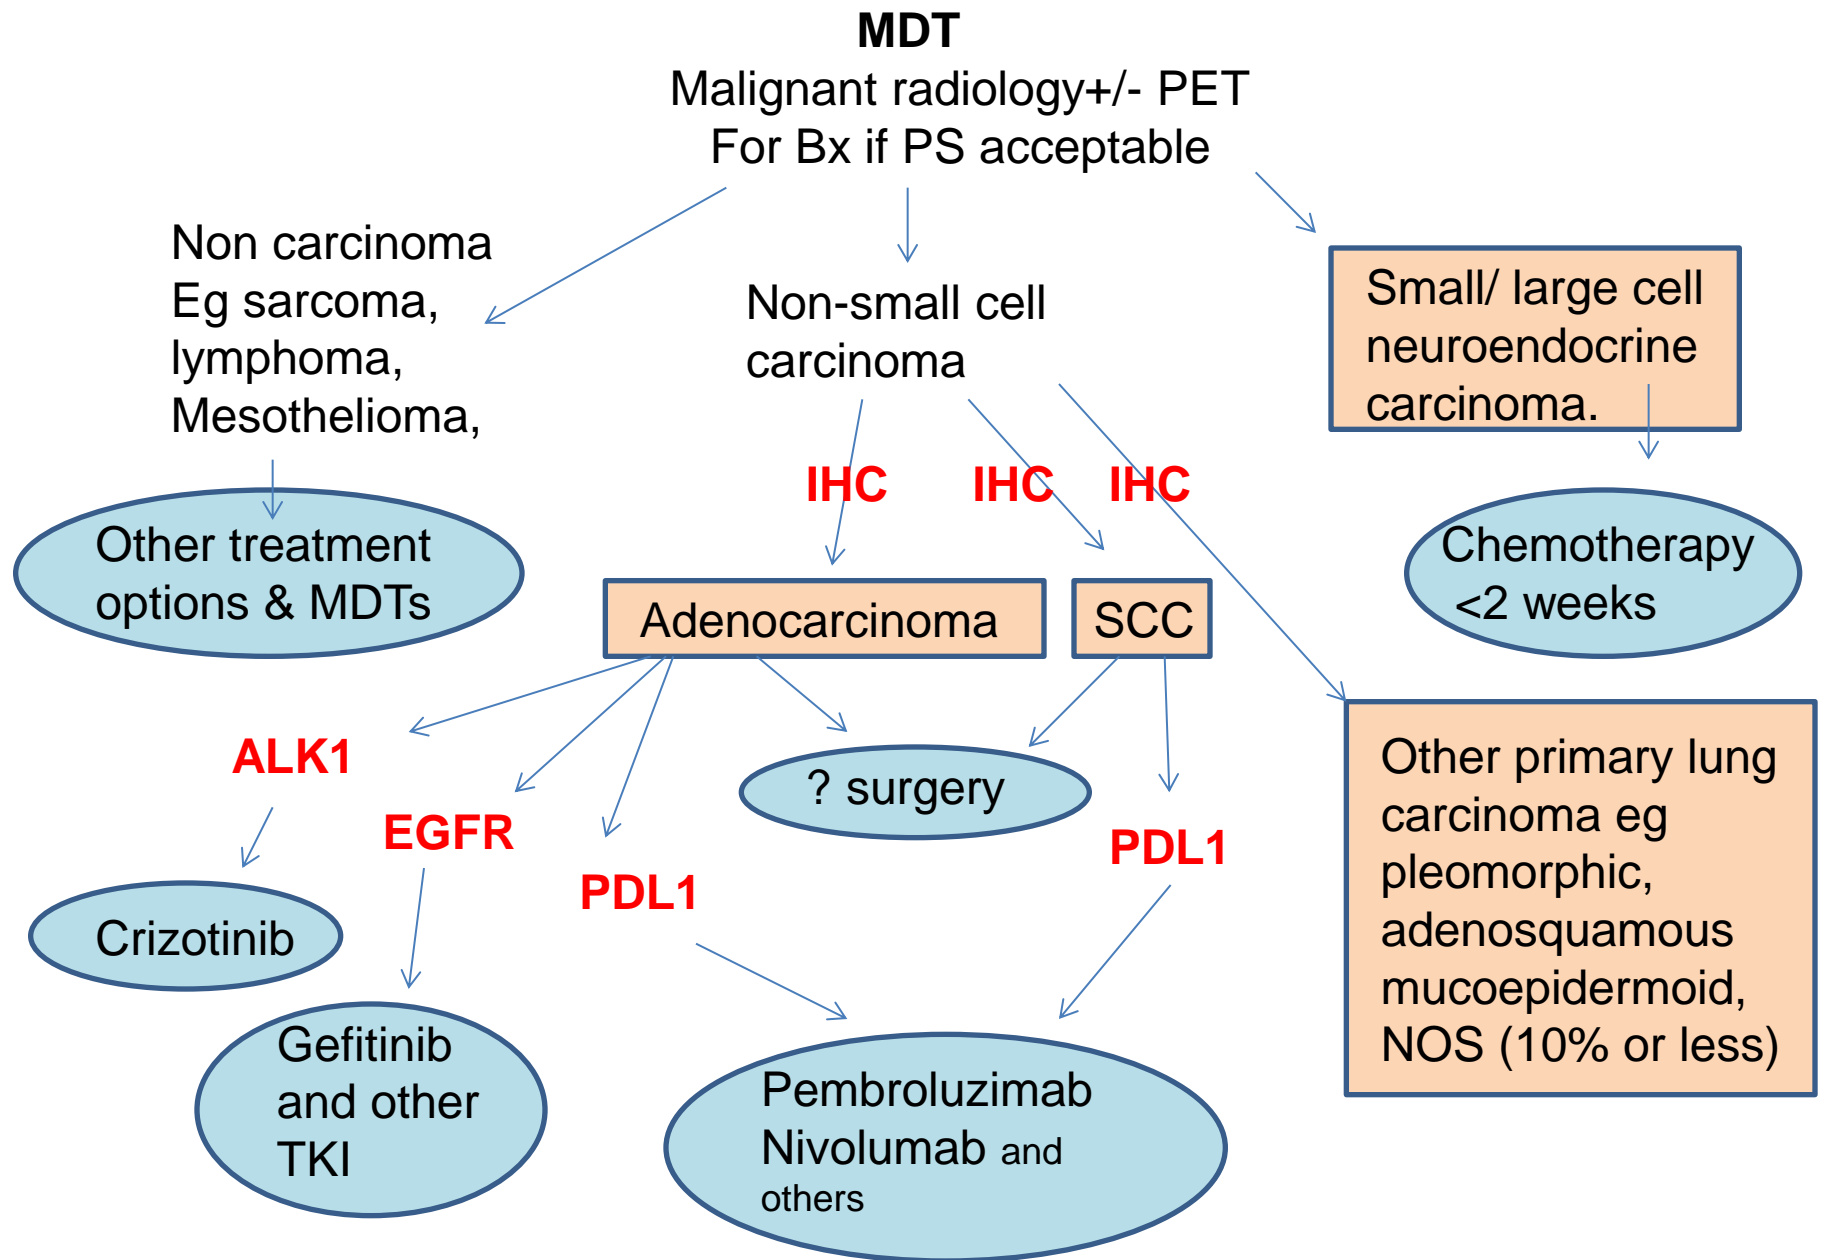 MDT
Malignant radiology+/- PET
For Bx if PS acceptable
Non carcinoma
Eg sarcoma,
lymphoma,
Mesothelioma,
Non-small cell
carcinoma
Small/ large cell
neuroendocrine
carcinoma.
IHC
IHC
IHC
Other treatment
options & MDTs
Chemotherapy
<2 weeks
Adenocarcinoma
SCC
ALK1
EGFR
PDL1
? surgery
PDL1
Other primary lung
carcinoma eg
pleomorphic,
adenosquamous
mucoepidermoid,
NOS (10% or less)
Crizotinib
Gefitinib
and other
TKI
Pembroluzimab
Nivolumab and
others